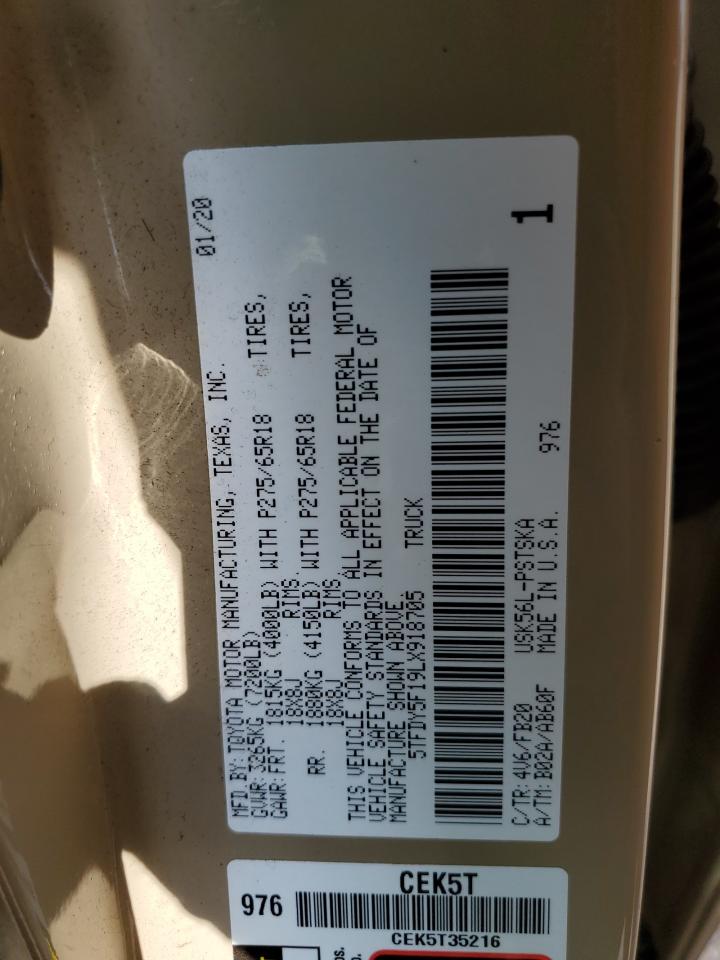 01/20
MFD BY: TOYOTA MOTOR MANUFACTURING, TEXAS, INC.
GVWR: 3265KG (7200LB)
GAWR: FRT. 1815KG (4000LB) WITH P275/65R18 TIRES,
18X8J RIMS
RR. 1880KG (4150LB) WITH P275/65R18 TIRES,
18X8J RIMS
THIS VEHICLE CONFORMS TO ALL APPLICABLE FEDERAL MOTOR
VEHICLE SAFETY STANDARDS IN EFFECT ON THE DATE OF
MANUFACTURE SHOWN ABOVE.
5TFDY5F19LX918705 TRUCK
1
C/TR: 4V6/FB20 USK56L-PSTSKA 976
A/TM: B02A/AB60F MADE IN U.S.A.
CEK5T
976
CEK5T35216